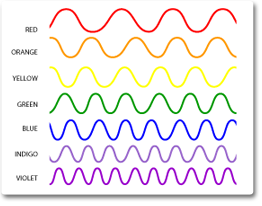 RED
ORANGE
YELLOW
GREEN
BLUE
INDIGO
VIOLET